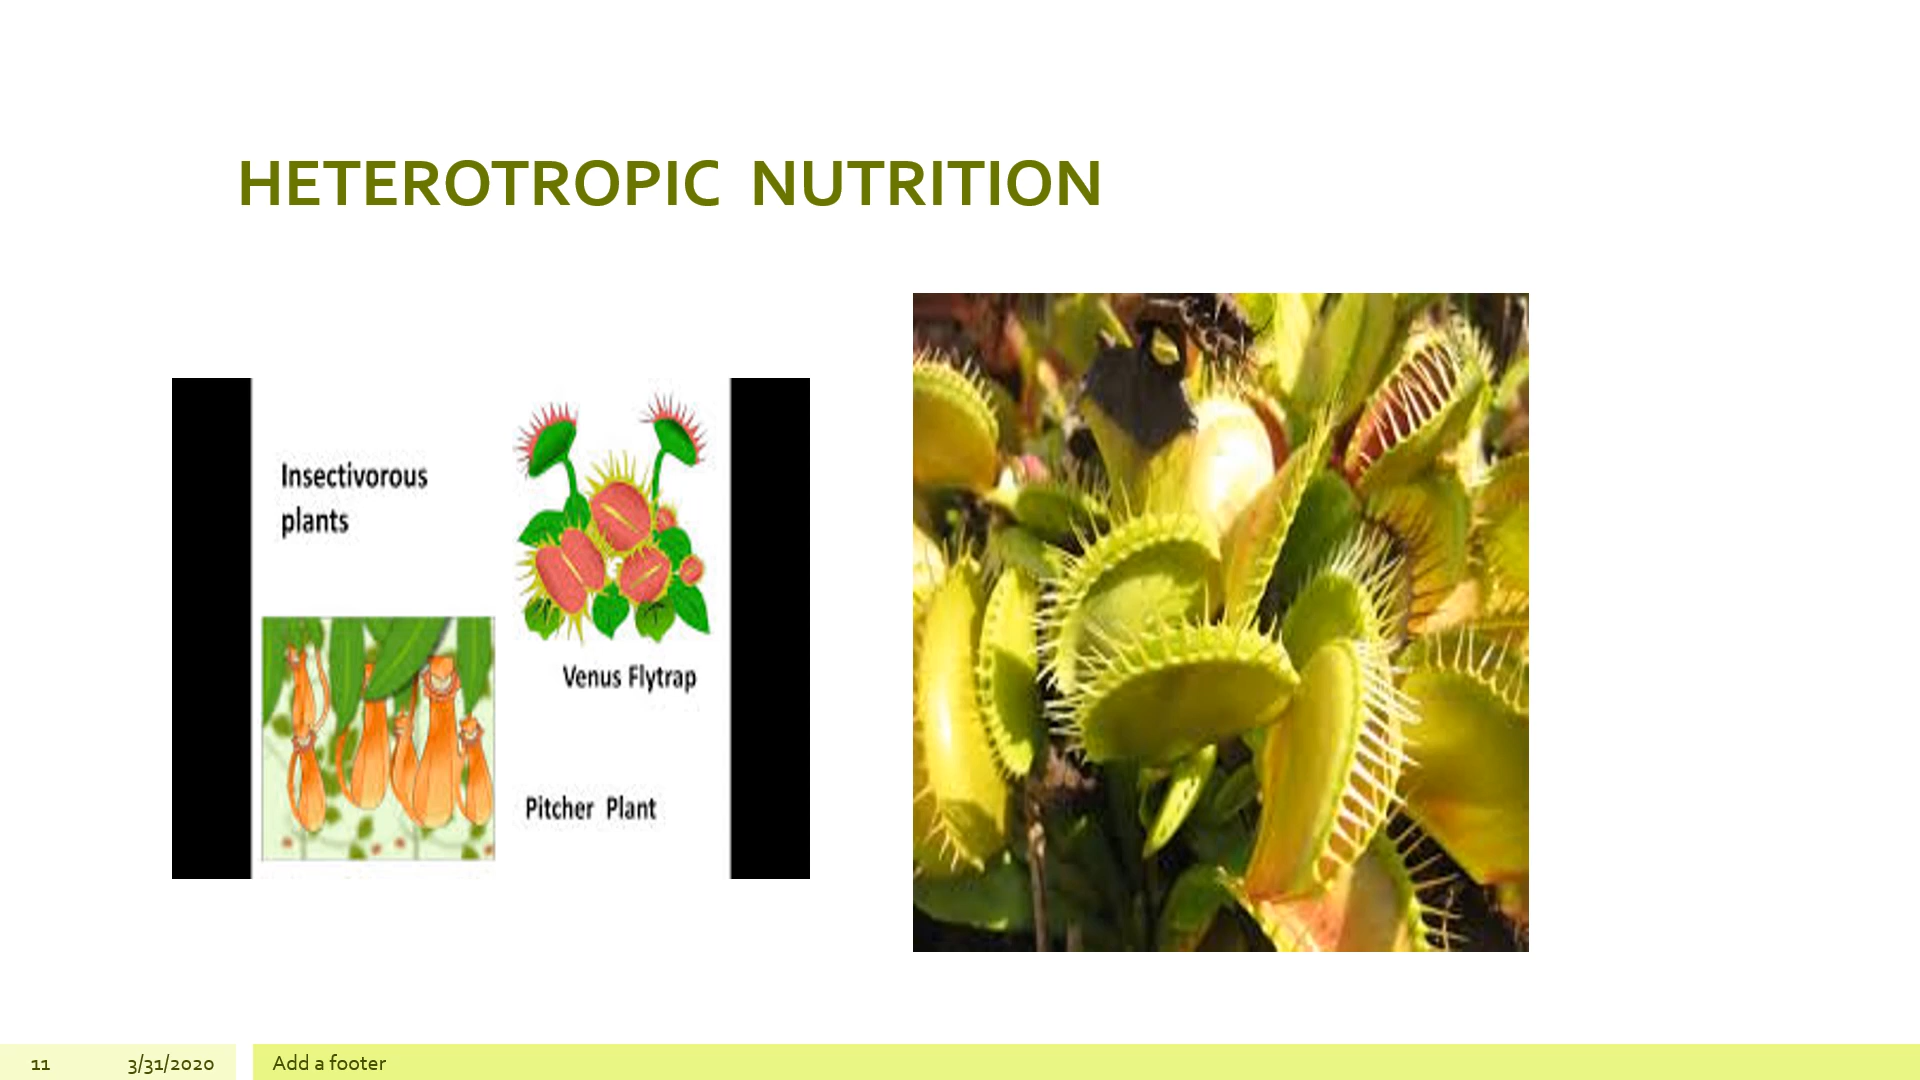 HETEROTROPIC NUTRITION
Insectivorous
plants
Venus Flytrap
Pitcher Plant
11
3/31/2020
Add a footer